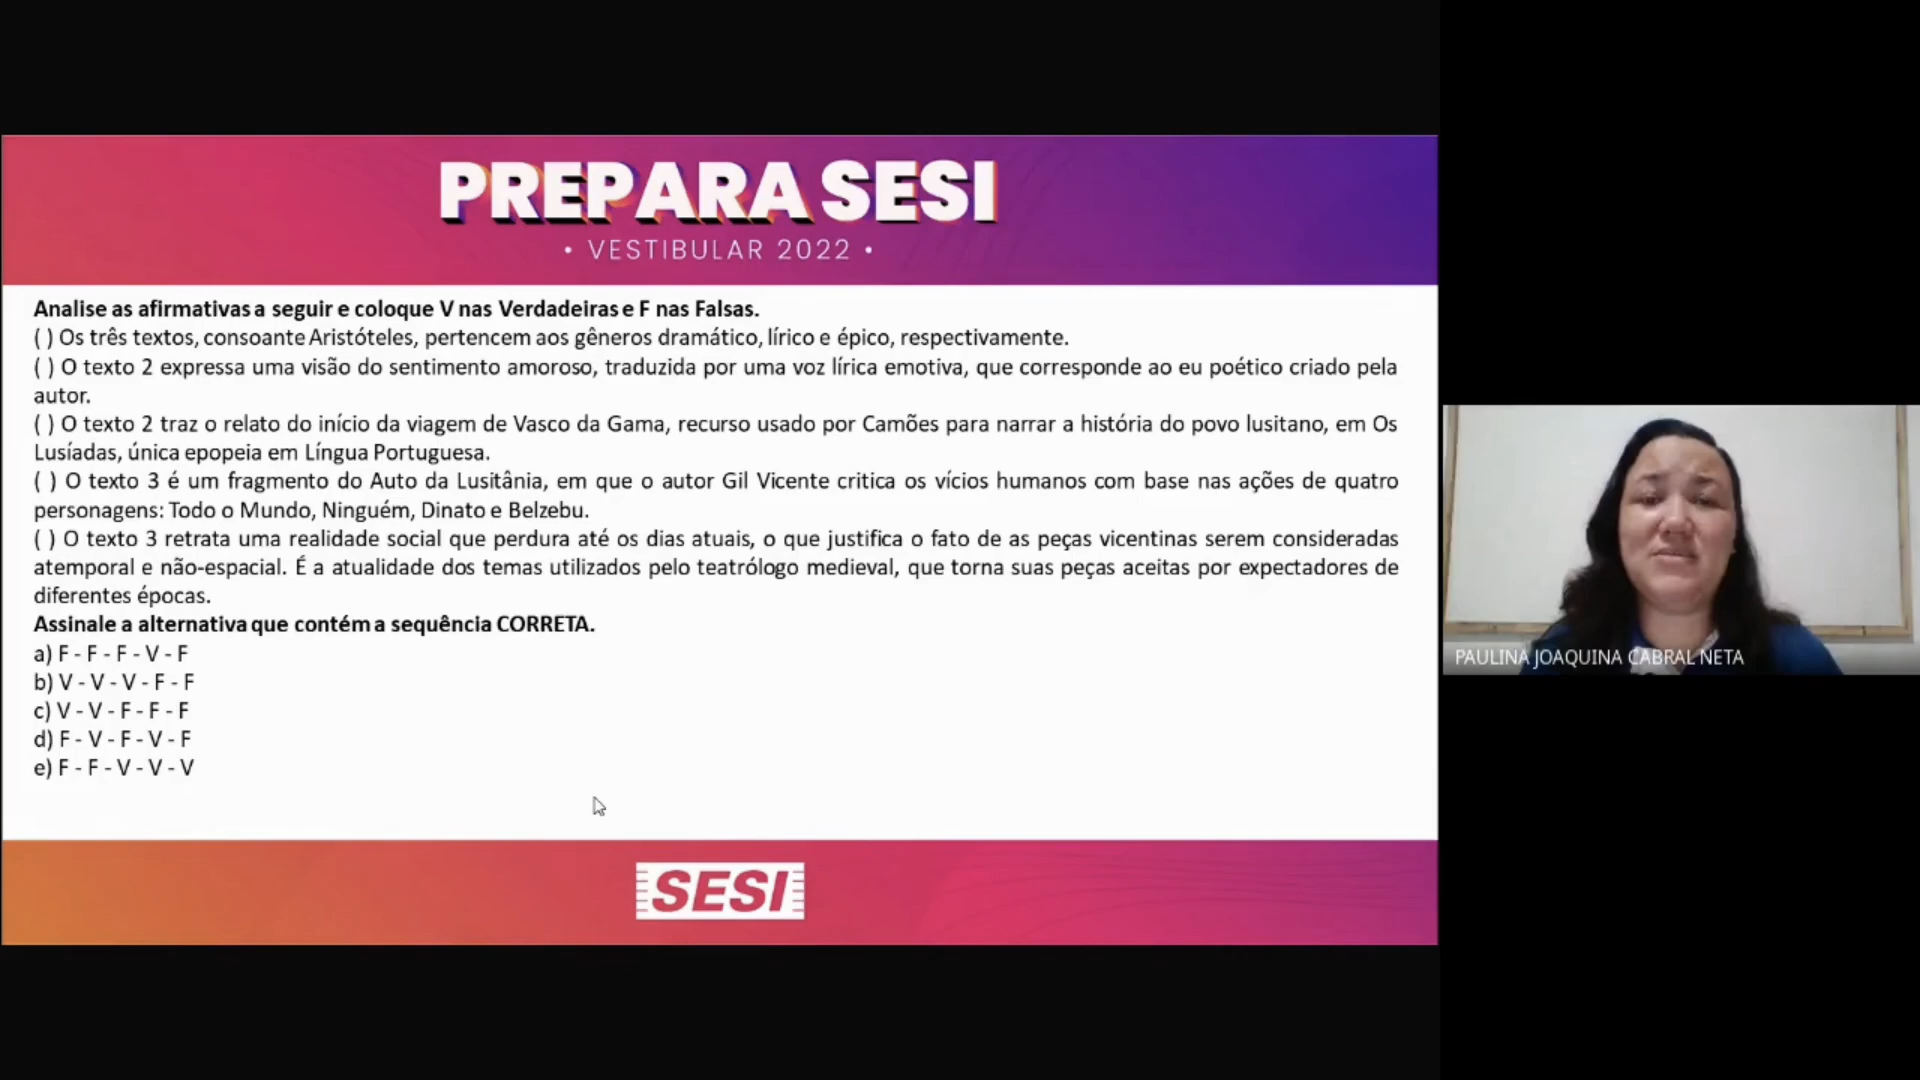 PREPARA SESI
• VESTIBULAR 2022 •
Analise as afirmativas a seguir e coloque V nas Verdadeiras e F nas Falsas.
( ) Os três textos, consoante Aristóteles, pertencem aos gêneros dramático, lírico e épico, respectivamente.
( ) O texto 2 expressa uma visão do sentimento amoroso, traduzida por uma voz lírica emotiva, que corresponde ao eu poético criado pela
autor.
( ) O texto 2 traz o relato do início da viagem de Vasco da Gama, recurso usado por Camões para narrar a história do povo lusitano, em Os
Lusíadas, única epopeia em Língua Portuguesa.
( ) O texto 3 é um fragmento do Auto da Lusitânia, em que o autor Gil Vicente critica os vícios humanos com base nas ações de quatro
personagens: Todo o Mundo, Ninguém, Dinato e Belzebu.
( ) O texto 3 retrata uma realidade social que perdura até os dias atuais, o que justifica o fato de as peças vicentinas serem consideradas
atemporal e não-espacial. É a atualidade dos temas utilizados pelo teatrólogo medieval, que torna suas peças aceitas por expectadores de
diferentes épocas.
Assinale a alternativa que contém a sequência CORRETA.
a) F - F - F - V - F
b) V - V - V - F - F
c) V - V - F - F - F
d) F - V - F - V - F
e) F - F - V - V - V
SESI
PAULINA JOAQUINA CABRAL NETA